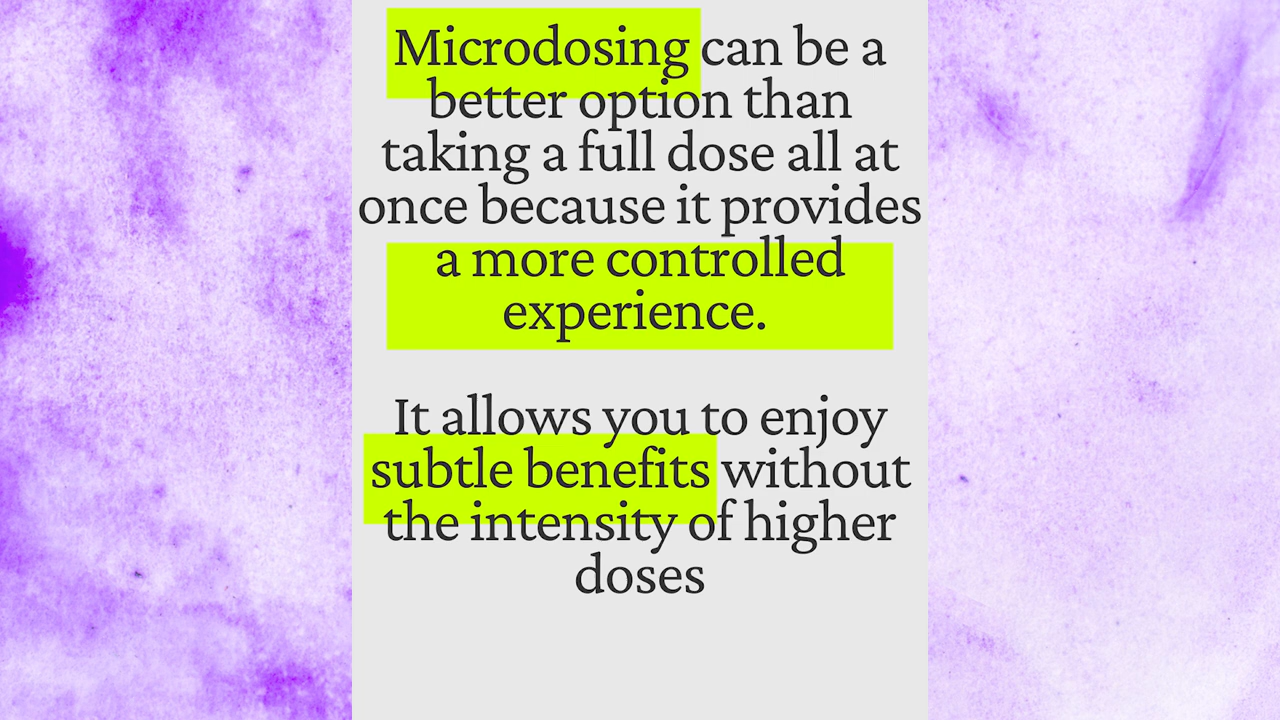 Microdosing can be a
better option than
taking a full dose all at
once because it provides
a more controlled
experience.
It allows you to enjoy
subtle benefits without
the intensity of higher
doses